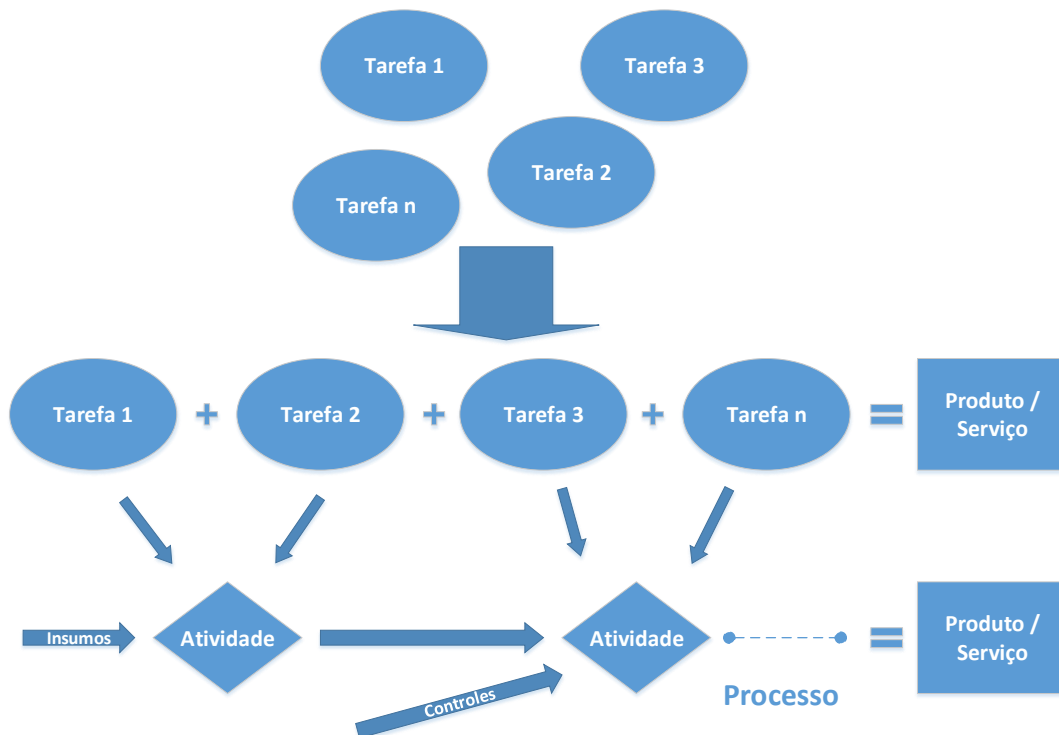 Tarefa 1
Tarefa 3
Tarefa 2
Tarefa n
Tarefa 1
+
Tarefa 2
+
Tarefa 3
+
Tarefa n
=
Produto /
Serviço
Insumos
Atividade
Atividade
=
Produto /
Serviço
Controles
Processo